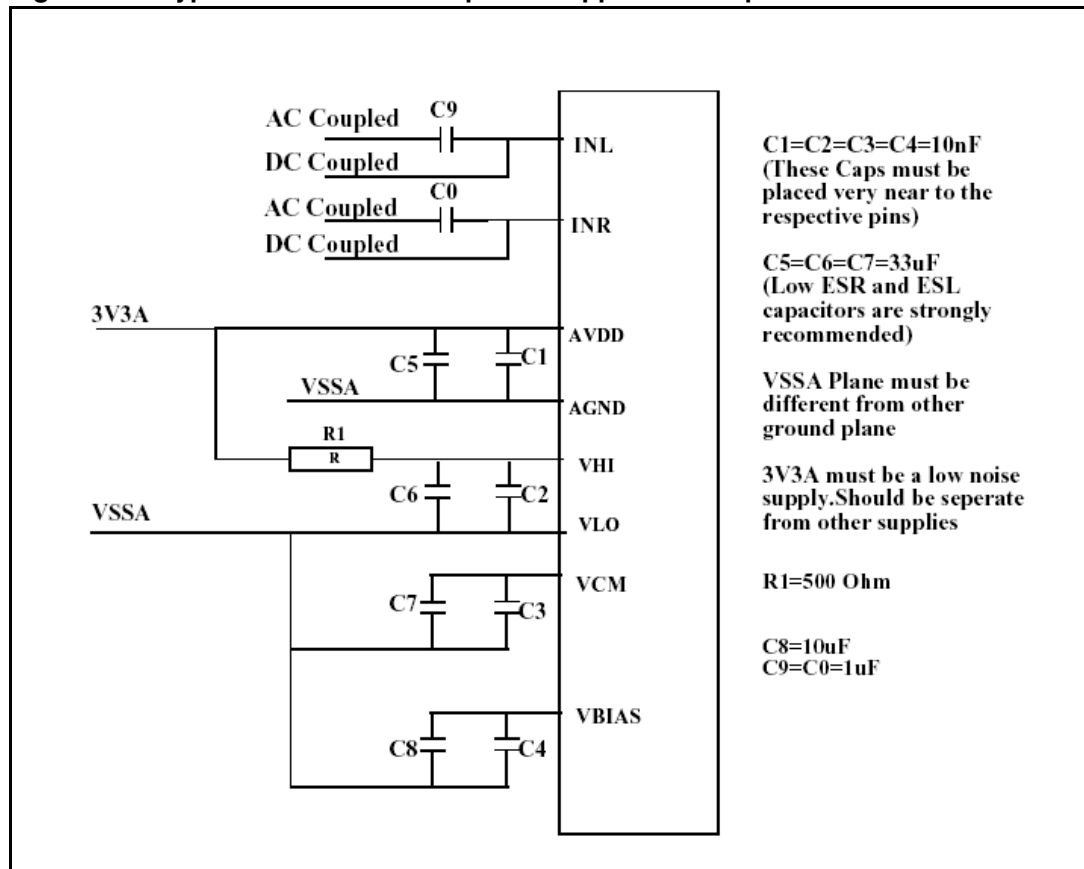 AC Coupled
C9
INL
DC Coupled
C0
AC Coupled
INR
DC Coupled
3V3A
AVDD
C5
C1
VSSA
AGND
R1
R
VHI
C6
C2
VSSA
VLO
VCM
C7
C3
VBIAS
C8
C4
C1=C2=C3=C4=10nF
(These Caps must be
placed very near to the
respective pins)
C5=C6=C7=33uF
(Low ESR and ESL
capacitors are strongly
recommended)
VSSA Plane must be
different from other
ground plane
3V3A must be a low noise
supply.Should be seperate
from other supplies
R1=500 Ohm
C8=10uF
C9=C0=1uF